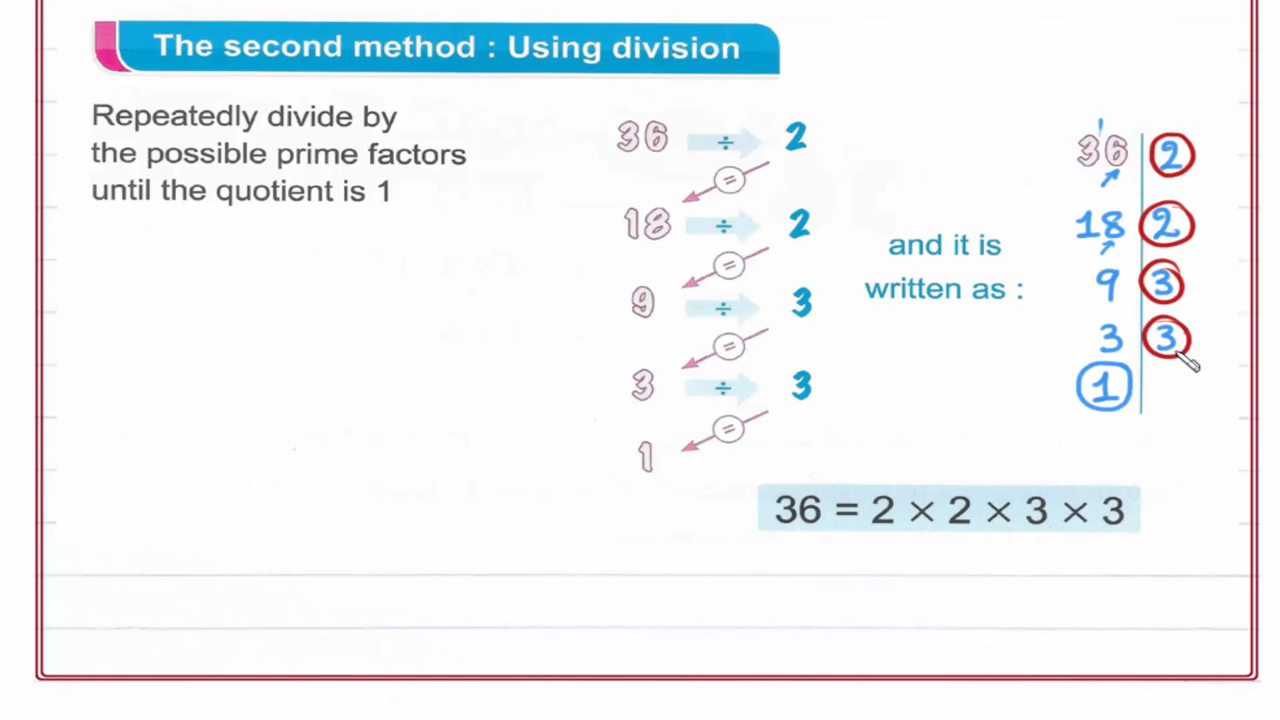 The second method : Using division
Repeatedly divide by
the possible prime factors
until the quotient is 1
36 ÷ 2
=
18 ÷ 2
=
9 ÷ 3
=
3 ÷ 3
=
1
and it is
written as :
1
36 2
18 2
9 3
3 3
1
36 = 2 × 2 × 3 × 3